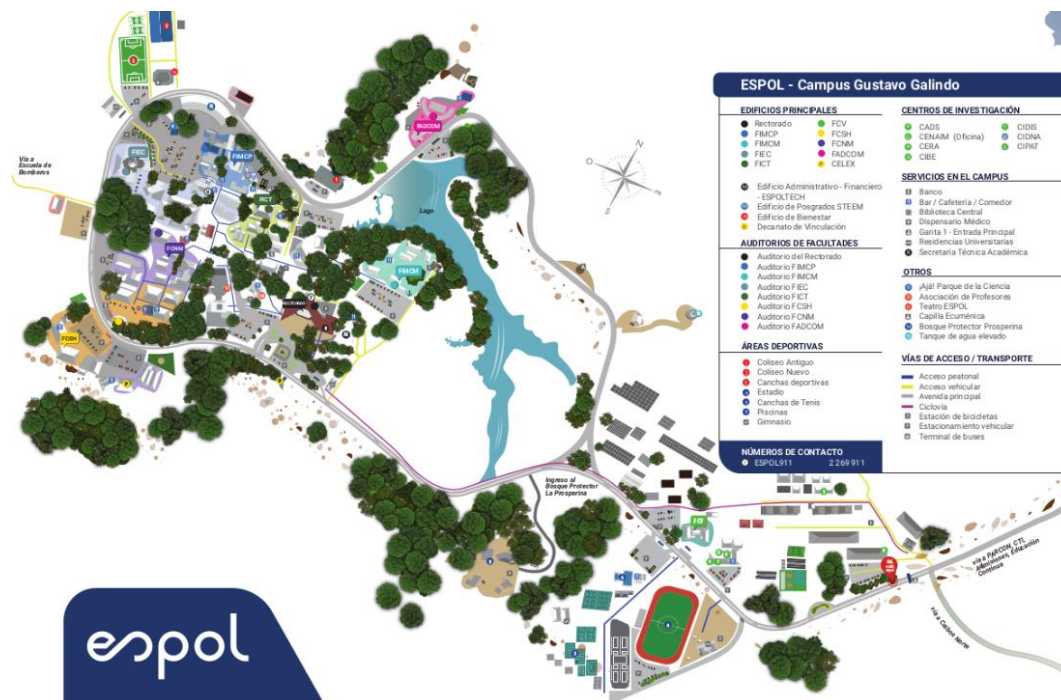 ESPOL - Campus Gustavo Galindo
EDIFICIOS PRINCIPALES
Rectorado
FIMCP
FIMCM
FIEC
FICT
FCV
FCSH
FCNM
FADCOM
CELEX
Edificio Administrativo - Financiero
- ESPOLTECH
Edificio de Posgrados STEEM
Edificio de Bienestar
Decanato de Vinculación
AUDITORIOS DE FACULTADES
Auditorio del Rectorado
Auditorio FIMCP
Auditorio FIMCM
Auditorio FIEC
Auditorio FICT
Auditorio FCSH
Auditorio FCNM
Auditorio FADCOM
ÁREAS DEPORTIVAS
Coliseo Antiguo
Coliseo Nuevo
Canchas deportivas
Estadio
Canchas de Tenis
Piscinas
Gimnasio
NÚMEROS DE CONTACTO
ESPOL911 2 269 911
CENTROS DE INVESTIGACIÓN
CADS
CENAIM (Oficina)
CERA
CIBE
CIDIS
CIDNA
CIPAT
SERVICIOS EN EL CAMPUS
Banco
Bar / Cafetería / Comedor
Biblioteca Central
Dispensario Médico
Garita 1 - Entrada Principal
Residencias Universitarias
Secretaría Técnica Académica
OTROS
¡Ajá! Parque de la Ciencia
Asociación de Profesores
Teatro ESPOL
Capilla Ecuménica
Bosque Protector Prosperina
Tanque de agua elevado
VÍAS DE ACCESO / TRANSPORTE
Acceso peatonal
Acceso vehicular
Avenida principal
Ciclovía
Estación de bicicletas
Estacionamiento vehicular
Terminal de buses
FADCOM
Vía a
Escuela de
Bomberos
FIEC
FIMCP
FICT
Lago
N
O
E
S
FCNM
FIMCM
RECTORADO
FCSH
Ingreso al
Bosque Protector
La Prosperina
vía a PARCON, CTI,
Admisiones, Educación
Continua
espol